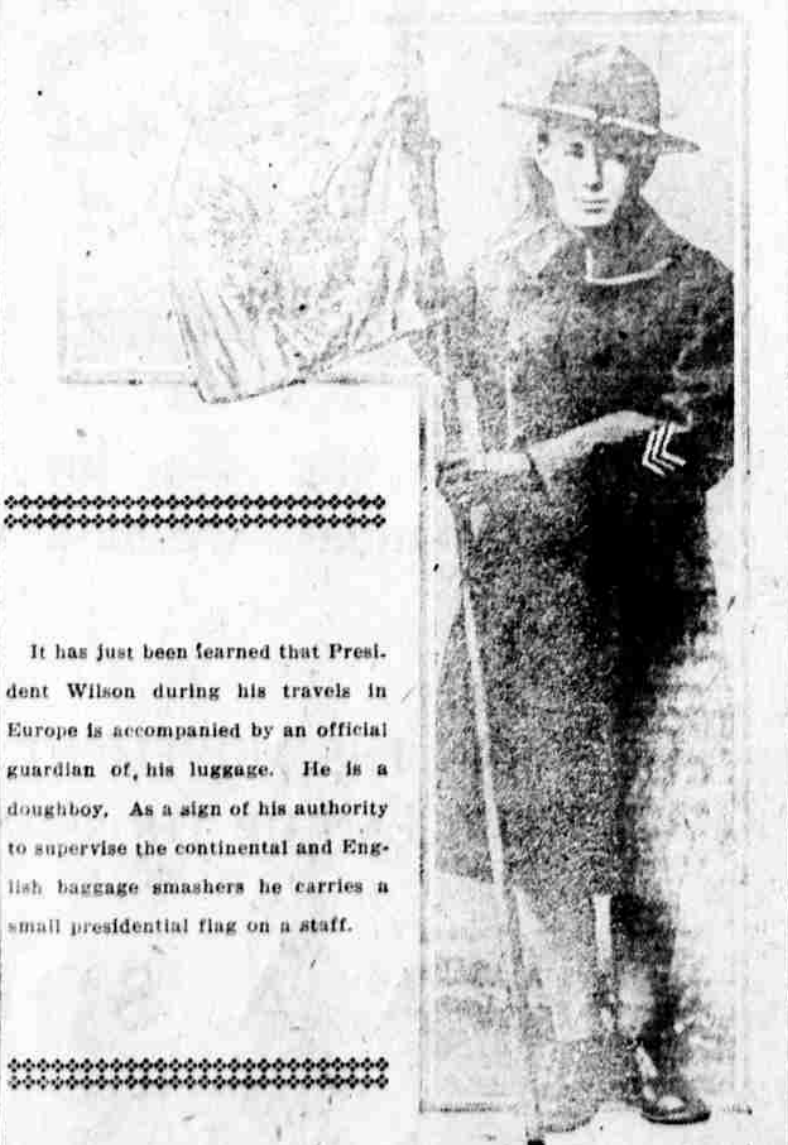 It has just been learned that Presi-
dent Wilson during his travels in
Europe is accompanied by an official
guardian of, his luggage. He is a
doughboy. As a sign of his authority
to supervise the continental and Eng-
lish baggage smashers he carries a
small presidential flag on a staff.